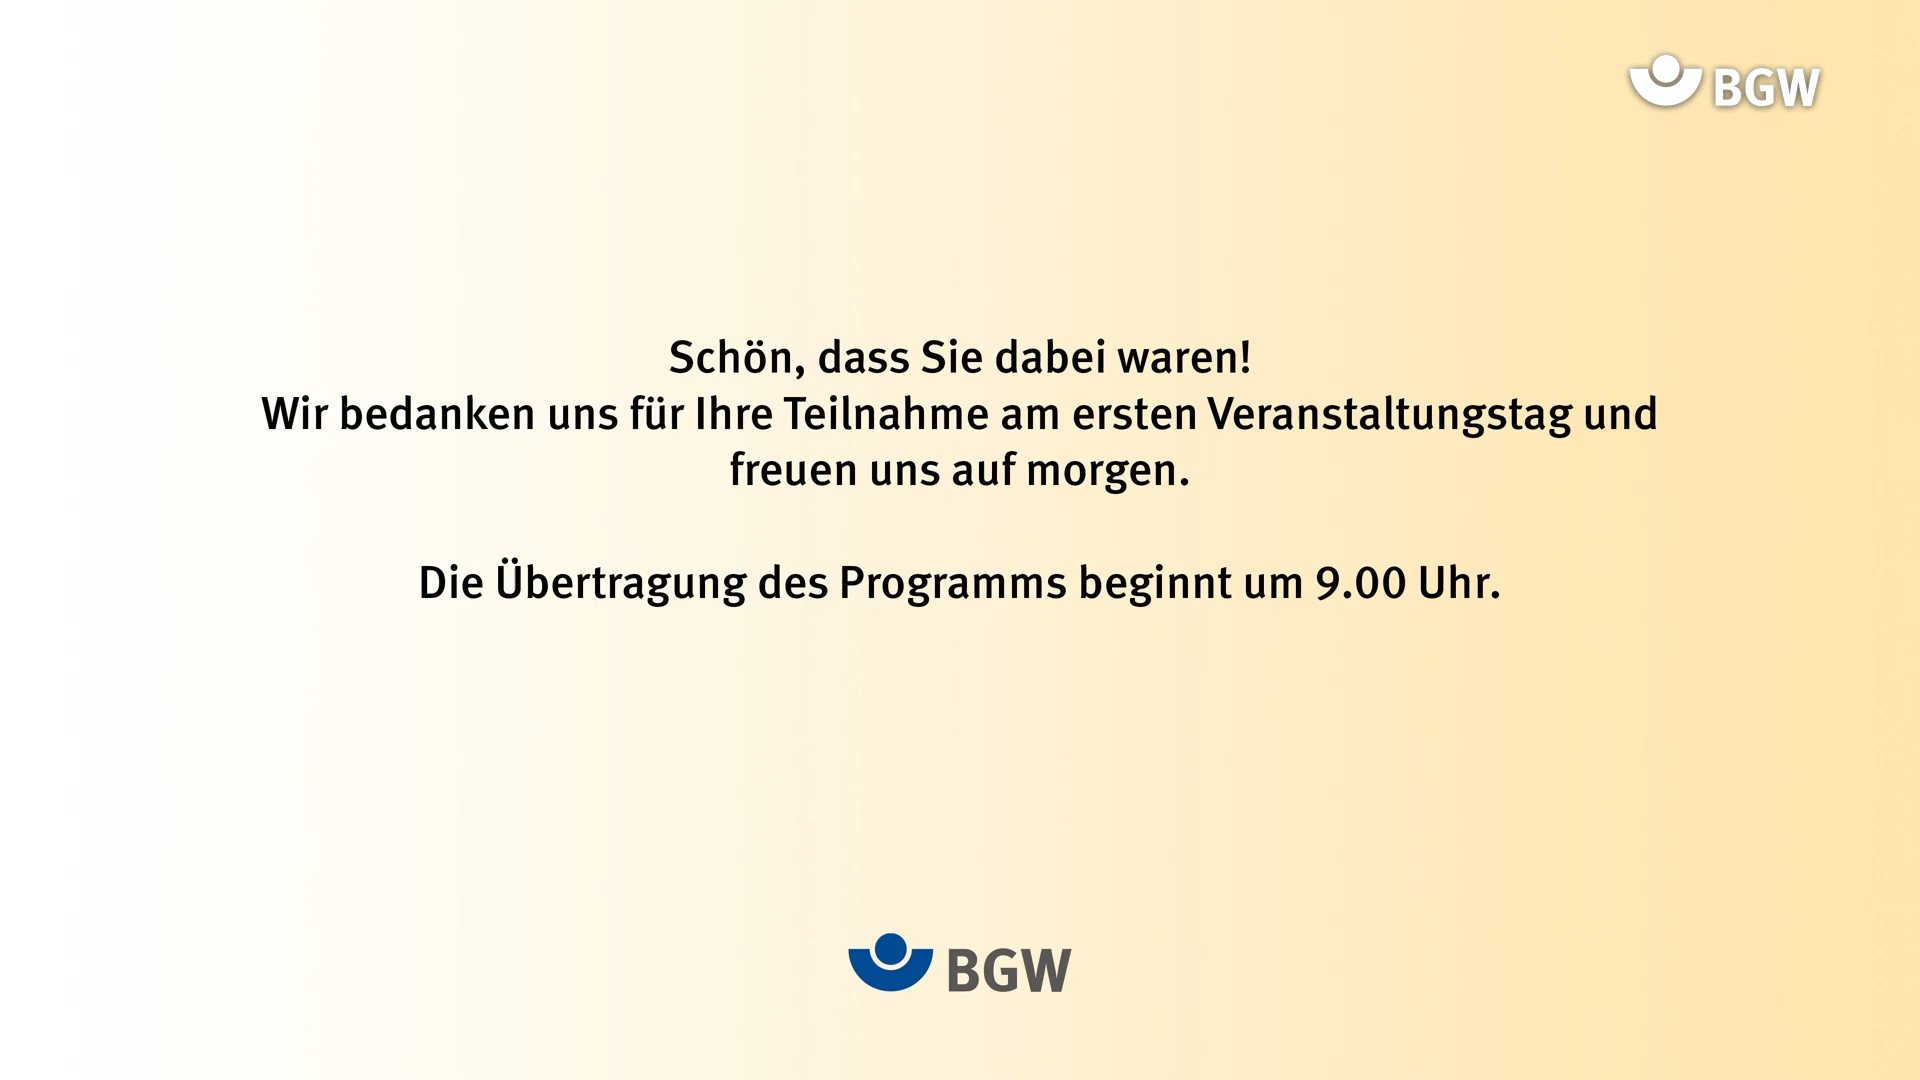 BGW
Schön, dass Sie dabei waren!
Wir bedanken uns für Ihre Teilnahme am ersten Veranstaltungstag und
freuen uns auf morgen.
Die Übertragung des Programms beginnt um 9.00 Uhr.
BGW